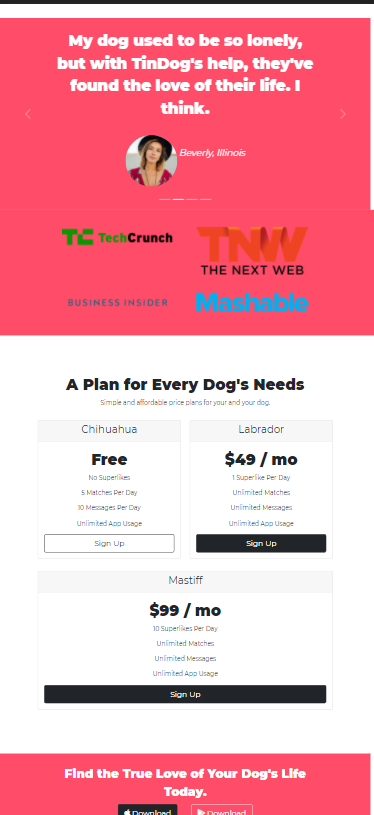 My dog used to be so lonely,
but with TinDog's help, they've
found the love of their life. I
think.
Beverly, Illinois
TC TechCrunch
TNW
THE NEXT WEB
BUSINESS INSIDER
Mashable
A Plan for Every Dog's Needs
Simple and affordable price plans for your and your dog.
Chihuahua
Free
No Superlikes
5 Matches Per Day
10 Messages Per Day
Unlimited App Usage
Sign Up
Labrador
$49 / mo
1 Superlike Per Day
Unlimited Matches
Unlimited Messages
Unlimited App Usage
Sign Up
Mastiff
$99 / mo
10 Superlikes Per Day
Unlimited Matches
Unlimited Messages
Unlimited App Usage
Sign Up
Find the True Love of Your Dog's Life
Today.
Download
Download